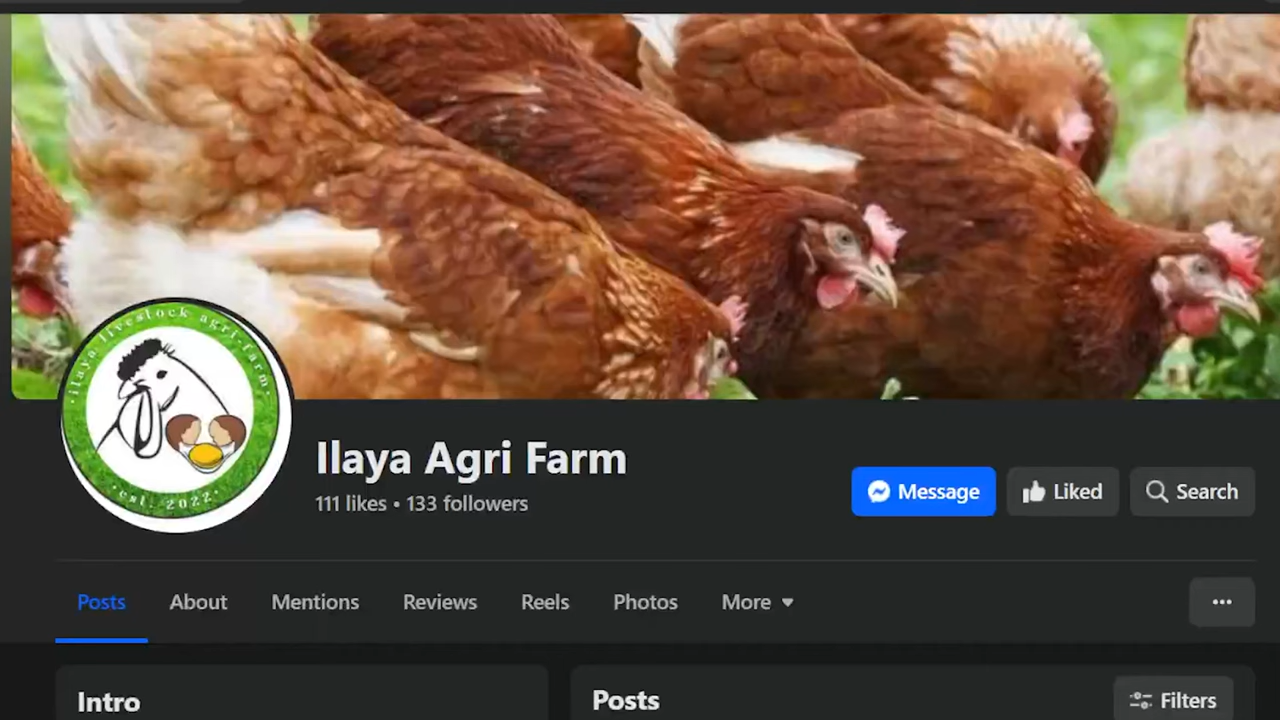 ilaya livestock agri-farm
est. 2022
Ilaya Agri Farm
111 likes • 133 followers
Message
Liked
Search
Posts
About
Mentions
Reviews
Reels
Photos
More
Intro
Posts
Filters